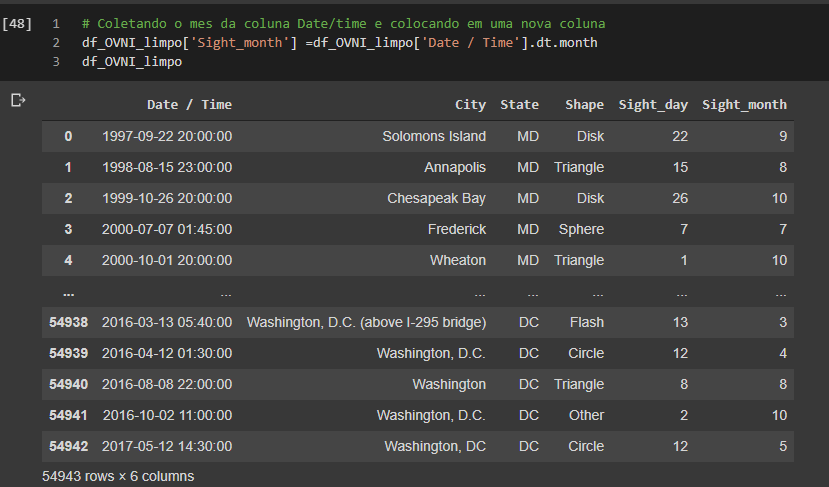 [48] 1 # Coletando o mes da coluna Date/time e colocando em uma nova coluna
2 df_OVNI_limpo['Sight_month'] =df_OVNI_limpo['Date / Time'].dt.month
3 df_OVNI_limpo
Date / Time City State Shape Sight_day Sight_month
0 1997-09-22 20:00:00 Solomons Island MD Disk 22 9
1 1998-08-15 23:00:00 Annapolis MD Triangle 15 8
2 1999-10-26 20:00:00 Chesapeak Bay MD Disk 26 10
3 2000-07-07 01:45:00 Frederick MD Sphere 7 7
4 2000-10-01 20:00:00 Wheaton MD Triangle 1 10
... ... ... ... ... ... ...
54938 2016-03-13 05:40:00 Washington, D.C. (above I-295 bridge) DC Flash 13 3
54939 2016-04-12 01:30:00 Washington, D.C. DC Circle 12 4
54940 2016-08-08 22:00:00 Washington DC Triangle 8 8
54941 2016-10-02 11:00:00 Washington, D.C. DC Other 2 10
54942 2017-05-12 14:30:00 Washington, DC DC Circle 12 5
54943 rows × 6 columns